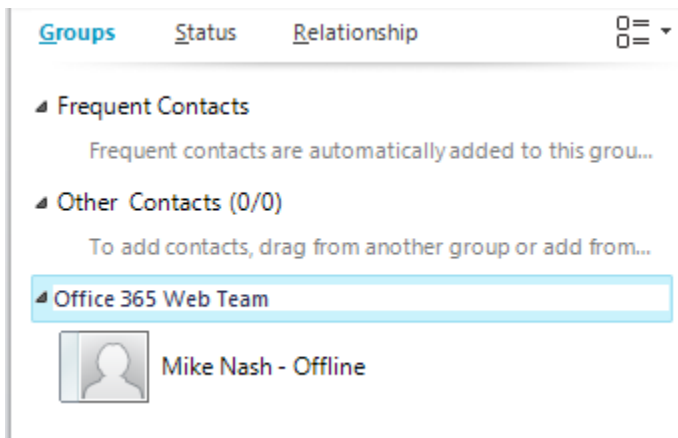 Groups Status Relationship
Frequent Contacts
Frequent contacts are automatically added to this grou...
Other Contacts (0/0)
To add contacts, drag from another group or add from...
Office 365 Web Team
Mike Nash - Offline